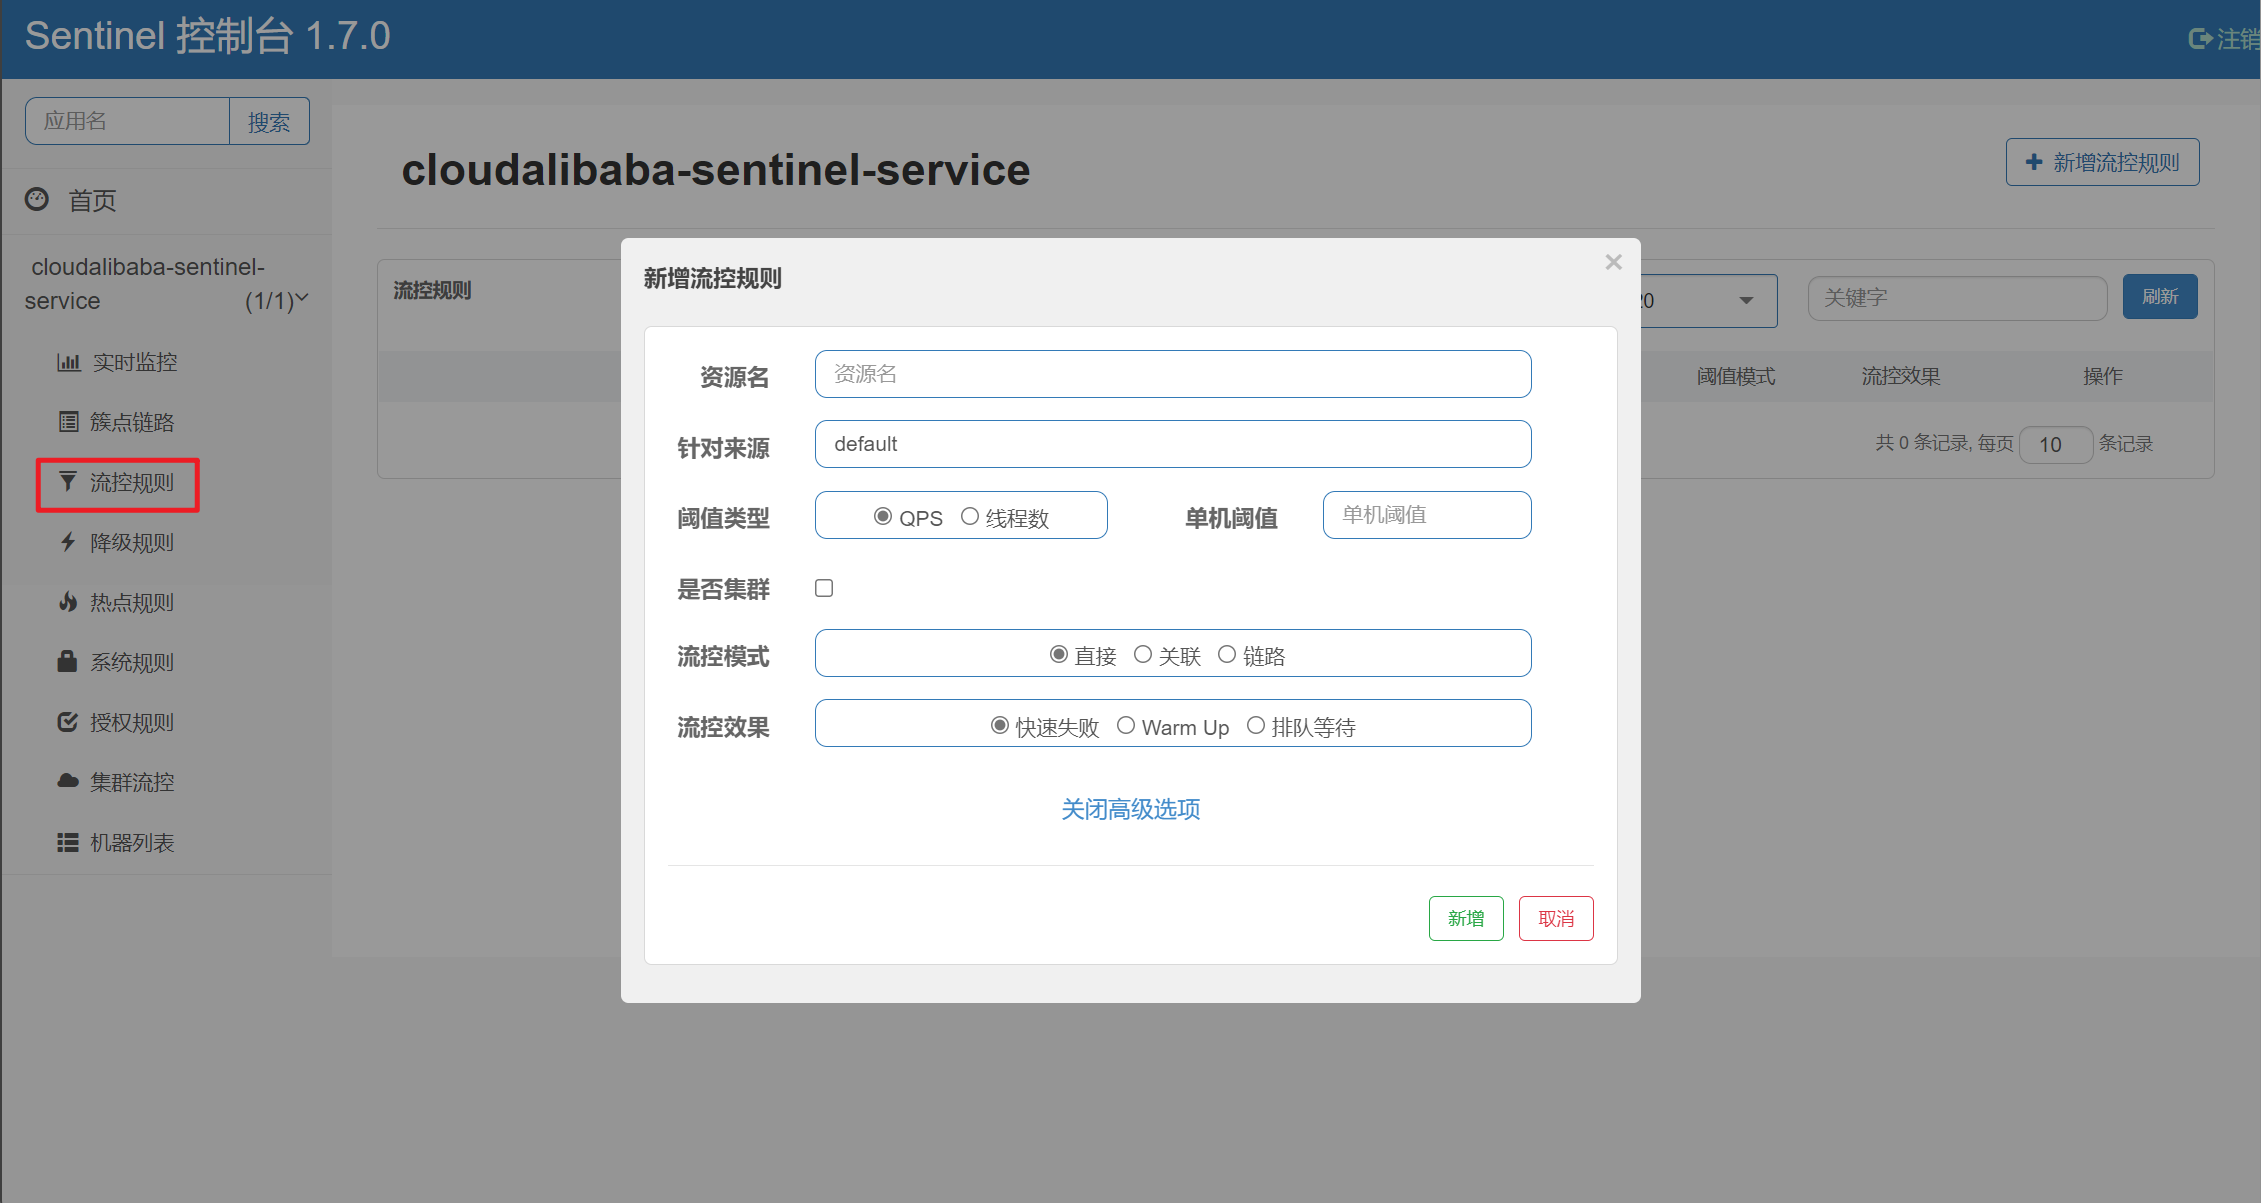 Sentinel 控制台 1.7.0
注销
应用名
搜索
首页
cloudalibaba-sentinel-service
(1/1)
实时监控
簇点链路
流控规则
降级规则
热点规则
系统规则
授权规则
集群流控
机器列表
cloudalibaba-sentinel-service
新增流控规则
流控规则
关键字
刷新
阈值模式 流控效果 操作
共 0 条记录, 每页 10 条记录
新增流控规则
×
资源名 资源名
针对来源 default
阈值类型 QPS 线程数 单机阈值 单机阈值
是否集群
流控模式 直接 关联 链路
流控效果 快速失败 Warm Up 排队等待
关闭高级选项
新增 取消